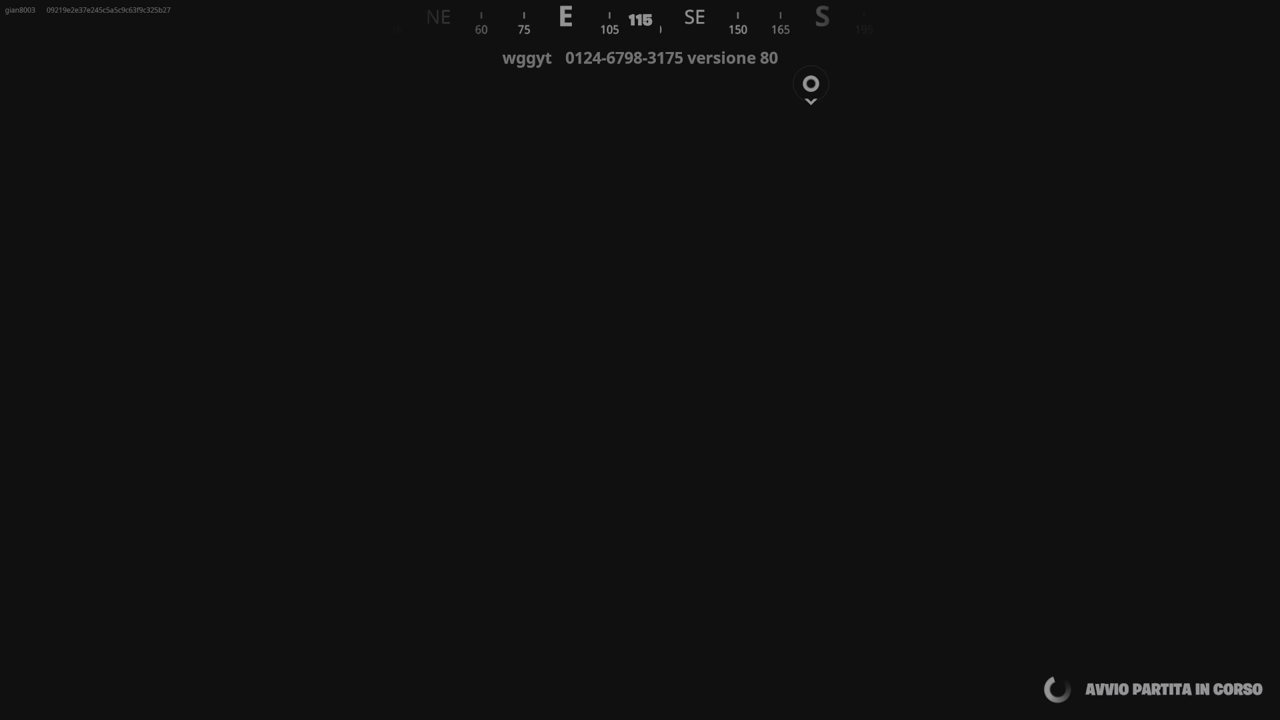 gian8003 09219e2e37e245c5a5c9c63f9c325b27
NE E 115 SE S
60 75 105 150 165 195
wggyt 0124-6798-3175 versione 80
AVVIO PARTITA IN CORSO